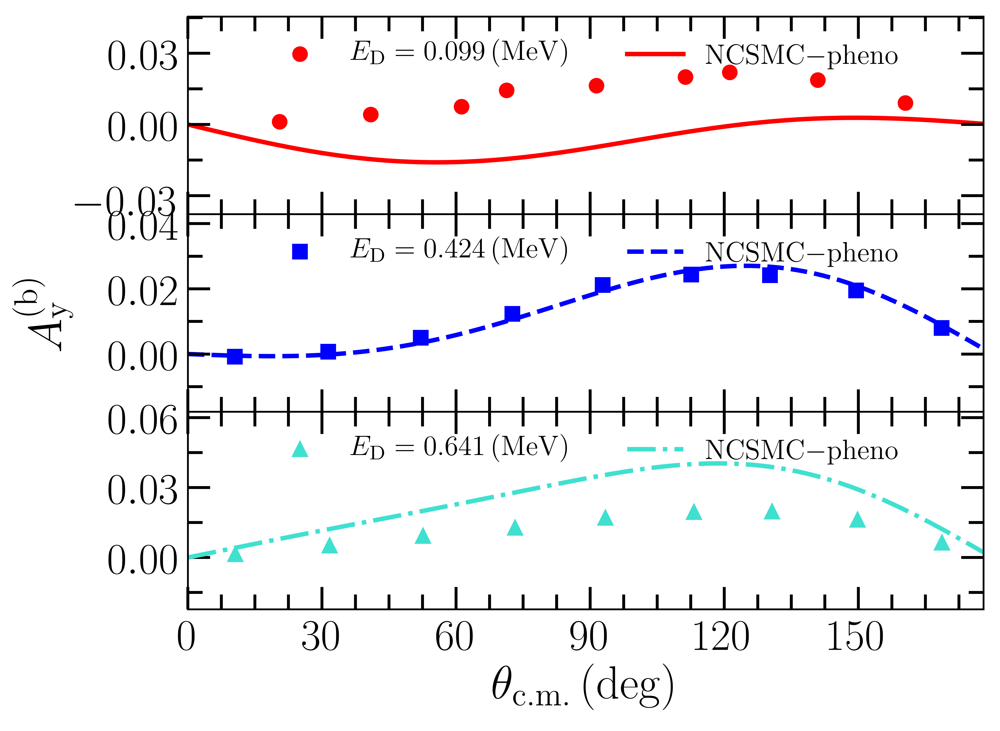 0.03
E_D = 0.099 (MeV) NCSMC−pheno
0.00
−0.03
0.04
E_D = 0.424 (MeV) NCSMC−pheno
0.02
A_y^(b)
0.00
0.06
E_D = 0.641 (MeV) NCSMC−pheno
0.03
0.00
0 30 60 90 120 150
θ_c.m. (deg)